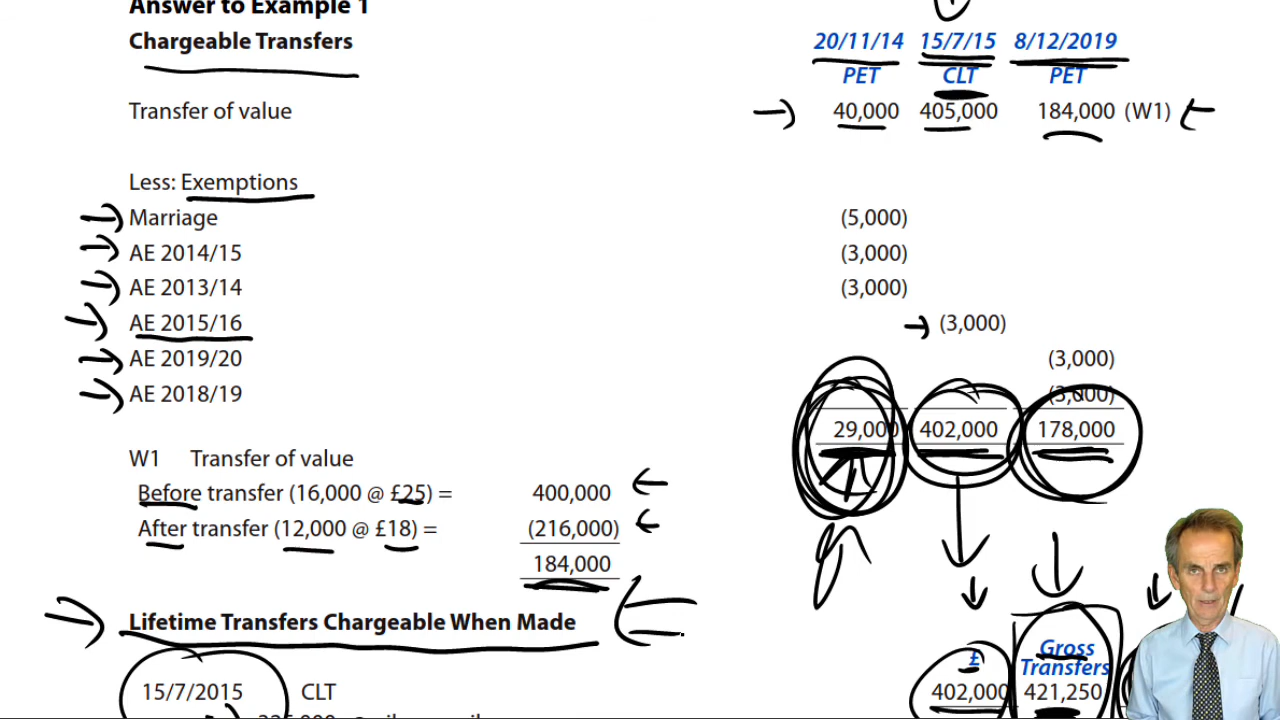 Answer to Example 1
Chargeable Transfers 20/11/14 15/7/15 8/12/2019
PET CLT PET
Transfer of value 40,000 405,000 184,000 (W1)
Less: Exemptions
Marriage (5,000)
AE 2014/15 (3,000)
AE 2013/14 (3,000)
AE 2015/16 (3,000)
AE 2019/20 (3,000)
AE 2018/19 (3,000)
29,000 402,000 178,000
W1 Transfer of value
Before transfer (16,000 @ £25) = 400,000
After transfer (12,000 @ £18) = (216,000)
184,000
Lifetime Transfers Chargeable When Made
£ Gross
Transfers
15/7/2015 CLT 402,000 421,250